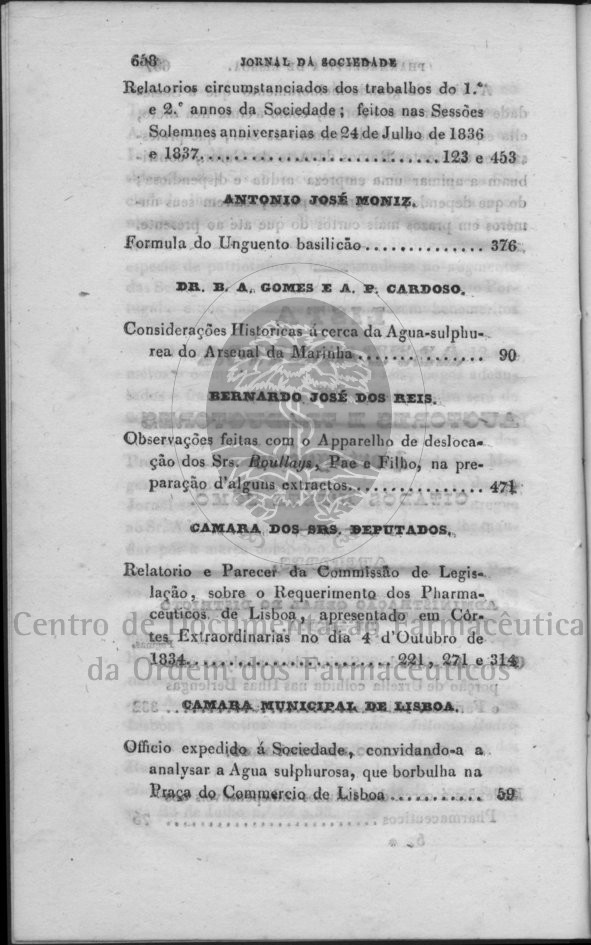 658 JORNAL DA SOCIEDADE
Relatorios circumstanciados dos trabalhos do 1.º
e 2.º annos da Sociedade; feitos nas Sessões
Solemnes anniversarias de 24 de Julho de 1836
e 1837.............................123 e 453
ANTONIO JOSÉ MONIZ.
Formula do Unguento basilicão .............. 376
DR. B. A. GOMES E A. P. CARDOSO.
Considerações Historicas ácerca da Agua-sulphu-
rea do Arsenal da Marinha ............... 90
BERNARDO JOSÉ DOS REIS.
Observações feitas com o Apparelho de desloca-
ção dos Srs. Boullays, Pae e Filho, na pre-
paração d'alguns extractos................ 471
CAMARA DOS SRS. DEPUTADOS.
Relatorio e Parecer da Commissão de Legis-
lação, sobre o Requerimento dos Pharma-
ceuticos de Lisboa, apresentado em Côr-
tes Extraordinarias no dia 4 d'Outubro de
1834........................ 221, 271 e 314
CAMARA MUNICIPAL DE LISBOA.
Officio expedido á Sociedade, convidando-a a
analysar a Agua sulphurosa, que borbulha na
Praça do Commercio de Lisboa ........... 59
Centro de Documentação Farmacêutica
da Ordem dos Farmacêuticos